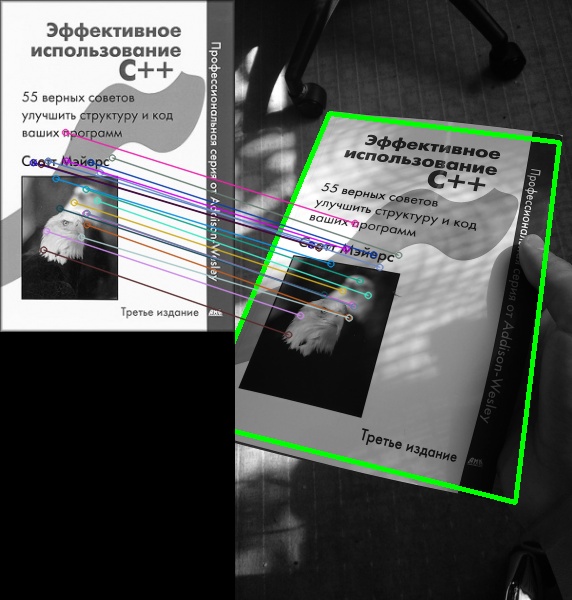 Эффективное
использование
C++
55 верных советов
улучшить структуру и код
ваших программ
Скотт Мэйерс
Третье издание
Профессиональная серия от Addison-Wesley
Эффективное
использование
C++
55 верных советов
улучшить структуру и код
ваших программ
Скотт Мэйерс
Третье издание
серия от Addison-Wesley